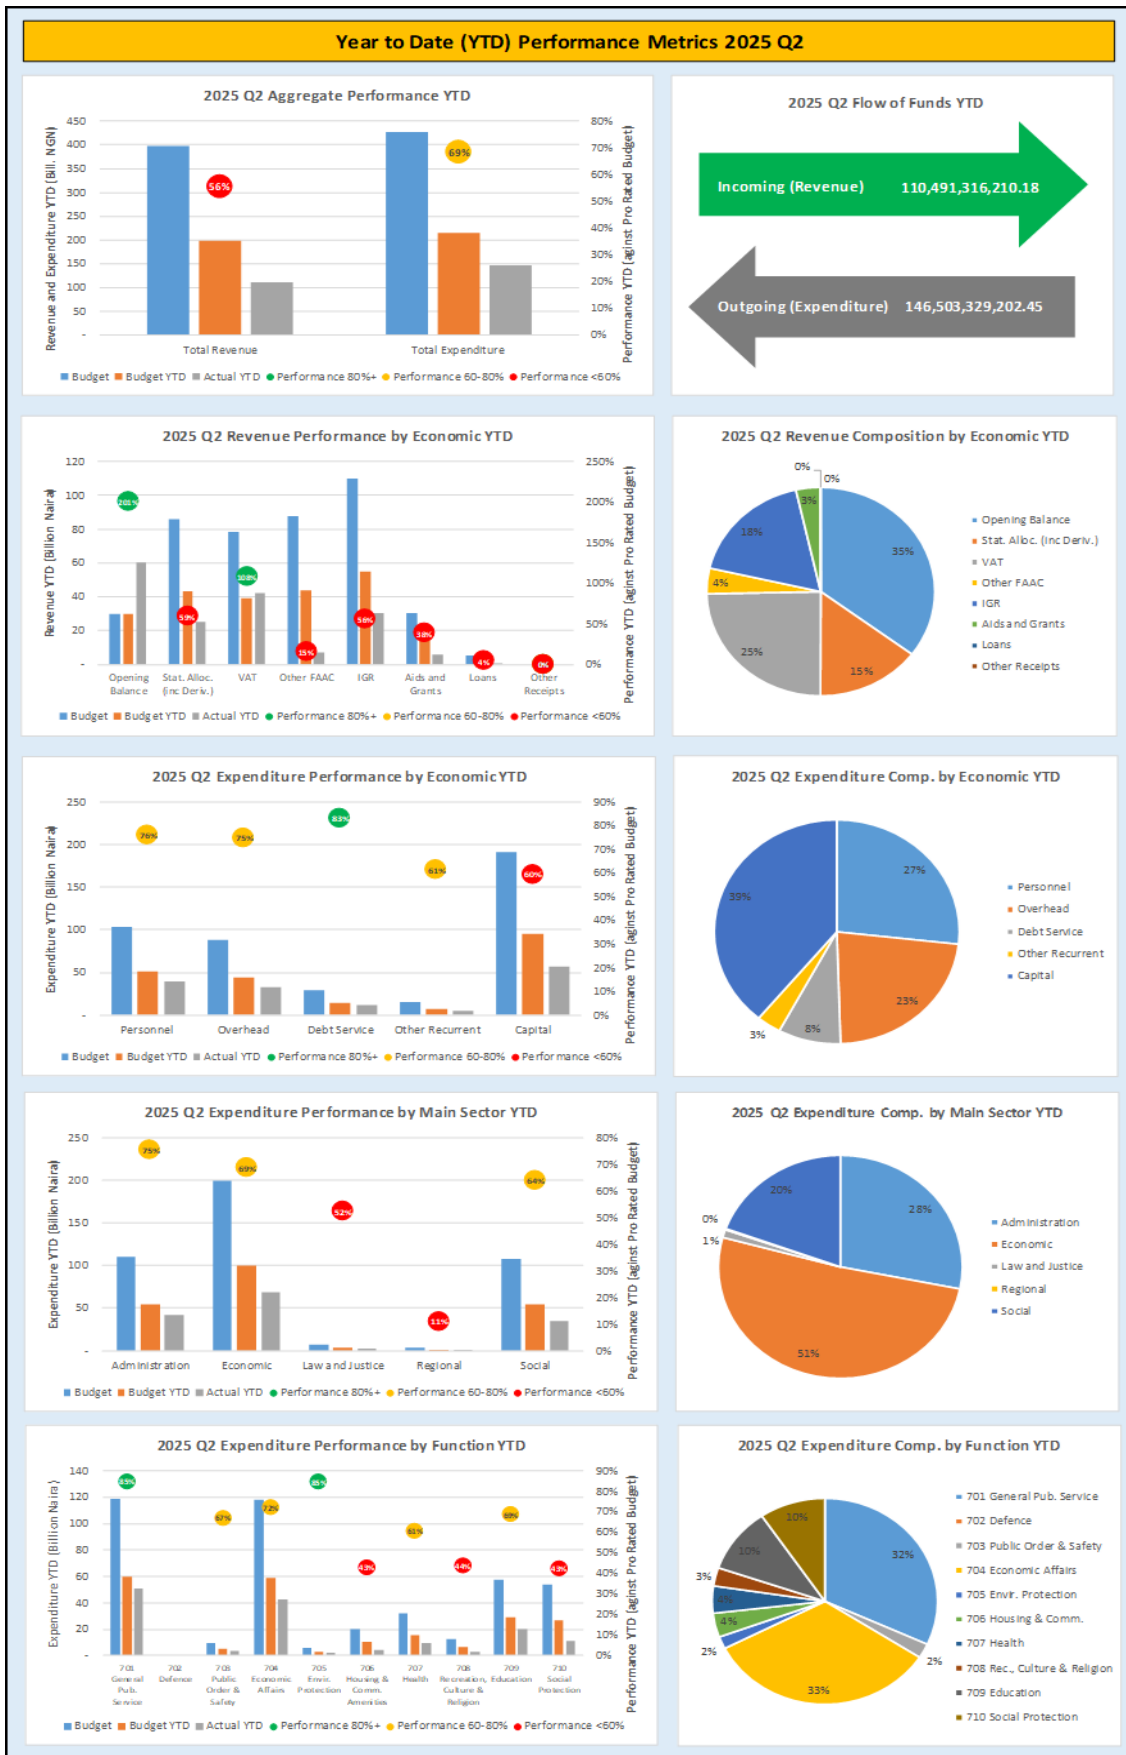 Year to Date (YTD) Performance Metrics 2025 Q2
2025 Q2 Aggregate Performance YTD
Revenue and Expenditure YTD (Bill. NGN)
450
400
350
300
250
200
150
100
50
-
56%
69%
80%
70%
60%
50%
40%
30%
20%
10%
0%
Performance YTD (aginst Pro Rated Budget)
Total Revenue
Total Expenditure
Budget Budget YTD Actual YTD Performance 80%+ Performance 60-80% Performance <60%
2025 Q2 Flow of Funds YTD
Incoming (Revenue) 110,491,316,210.18
Outgoing (Expenditure) 146,503,329,202.45
2025 Q2 Revenue Performance by Economic YTD
Revenue YTD (Billion Naira)
120
100
80
60
40
20
-
201%
59%
108%
15%
56%
38%
4%
0%
250%
200%
150%
100%
50%
0%
Performance YTD (aginst Pro Rated Budget)
Opening Balance
Stat. Alloc. (inc Deriv.)
VAT
Other FAAC
IGR
Aids and Grants
Loans
Other Receipts
Budget Budget YTD Actual YTD Performance 80%+ Performance 60-80% Performance <60%
2025 Q2 Revenue Composition by Economic YTD
0%
0%
3%
18%
35%
4%
25%
15%
Opening Balance
Stat. Alloc. (inc Deriv.)
VAT
Other FAAC
IGR
Aids and Grants
Loans
Other Receipts
2025 Q2 Expenditure Performance by Economic YTD
Expenditure YTD (Billion Naira)
250
200
150
100
50
-
76%
75%
83%
61%
60%
90%
80%
70%
60%
50%
40%
30%
20%
10%
0%
Performance YTD (aginst Pro Rated Budget)
Personnel
Overhead
Debt Service
Other Recurrent
Capital
Budget Budget YTD Actual YTD Performance 80%+ Performance 60-80% Performance <60%
2025 Q2 Expenditure Comp. by Economic YTD
27%
39%
23%
8%
3%
Personnel
Overhead
Debt Service
Other Recurrent
Capital
2025 Q2 Expenditure Performance by Main Sector YTD
Expenditure YTD (Billion Naira)
250
200
150
100
50
-
75%
69%
52%
11%
64%
80%
70%
60%
50%
40%
30%
20%
10%
0%
Performance YTD (aginst Pro Rated Budget)
Administration
Economic
Law and Justice
Regional
Social
Budget Budget YTD Actual YTD Performance 80%+ Performance 60-80% Performance <60%
2025 Q2 Expenditure Comp. by Main Sector YTD
20%
28%
0%
1%
51%
Administration
Economic
Law and Justice
Regional
Social
2025 Q2 Expenditure Performance by Function YTD
Expenditure YTD (Billion Naira)
140
120
100
80
60
40
20
-
85%
67%
72%
85%
43%
61%
44%
69%
43%
90%
80%
70%
60%
50%
40%
30%
20%
10%
0%
Performance YTD (aginst Pro Rated Budget)
701 General Pub. Service
702 Defence
703 Public Order & Safety
704 Economic Affairs
705 Envir. Protection
706 Housing & Comm. Amenities
707 Health
708 Recreation, Culture & Religion
709 Education
710 Social Protection
Budget Budget YTD Actual YTD Performance 80%+ Performance 60-80% Performance <60%
2025 Q2 Expenditure Comp. by Function YTD
10%
10%
32%
3%
4%
4%
2%
2%
33%
701 General Pub. Service
702 Defence
703 Public Order & Safety
704 Economic Affairs
705 Envir. Protection
706 Housing & Comm.
707 Health
708 Rec., Culture & Religion
709 Education
710 Social Protection